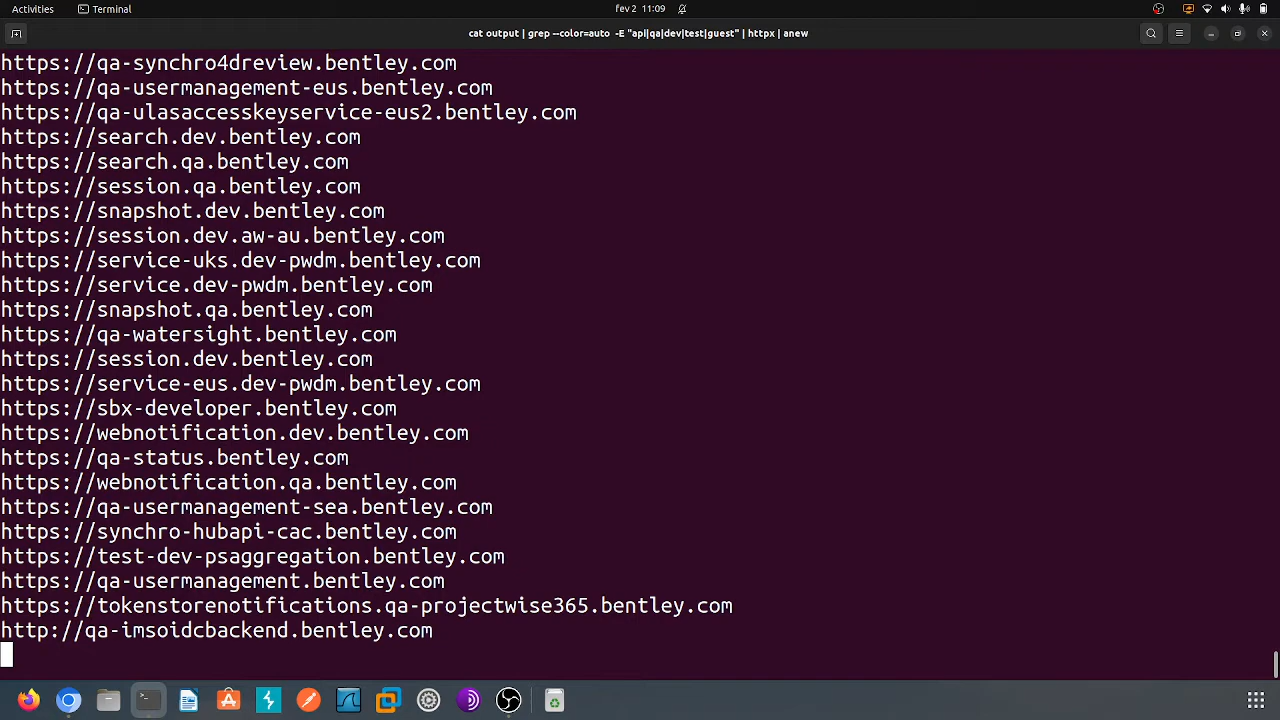 Activities Terminal fev 2 11:09
cat output | grep --color=auto -E "api|qa|dev|test|guest" | httpx | anew
https://qa-synchro4dreview.bentley.com
https://qa-usermanagement-eus.bentley.com
https://qa-ulasaccesskeyservice-eus2.bentley.com
https://search.dev.bentley.com
https://search.qa.bentley.com
https://session.qa.bentley.com
https://snapshot.dev.bentley.com
https://session.dev.aw-au.bentley.com
https://service-uks.dev-pwdm.bentley.com
https://service.dev-pwdm.bentley.com
https://snapshot.qa.bentley.com
https://qa-watersight.bentley.com
https://session.dev.bentley.com
https://service-eus.dev-pwdm.bentley.com
https://sbx-developer.bentley.com
https://webnotification.dev.bentley.com
https://qa-status.bentley.com
https://webnotification.qa.bentley.com
https://qa-usermanagement-sea.bentley.com
https://synchro-hubapi-cac.bentley.com
https://test-dev-psaggregation.bentley.com
https://qa-usermanagement.bentley.com
https://tokenstorenotifications.qa-projectwise365.bentley.com
http://qa-imsoidcbackend.bentley.com